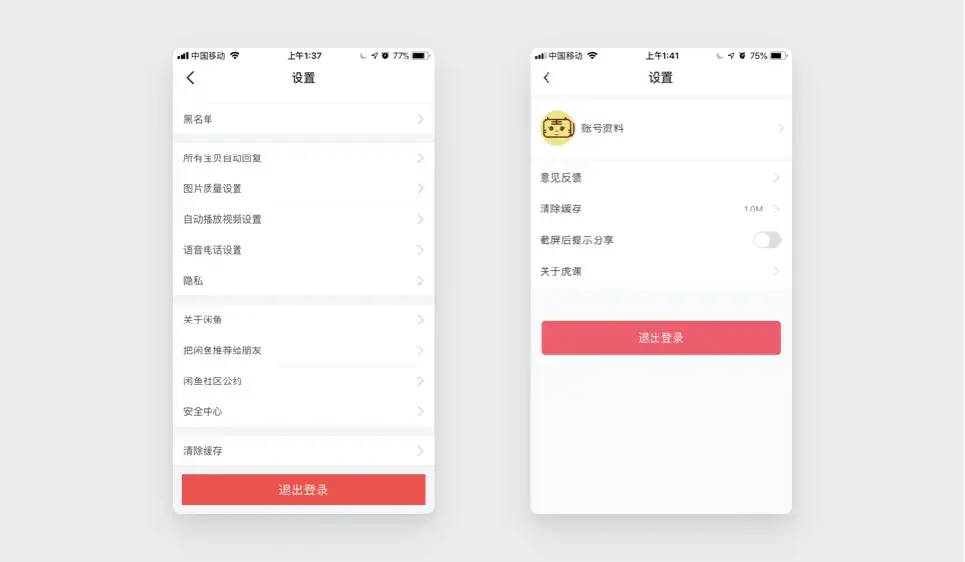 中国移动 上午1:37 77%
设置
黑名单
所有宝贝自动回复
图片质量设置
自动播放视频设置
语音电话设置
隐私
关于闲鱼
把闲鱼推荐给朋友
闲鱼社区公约
安全中心
清除缓存
退出登录
中国移动 上午1:41 75%
设置
账号资料
意见反馈
清除缓存 1.0M
截屏后提示分享
关于虎课
退出登录